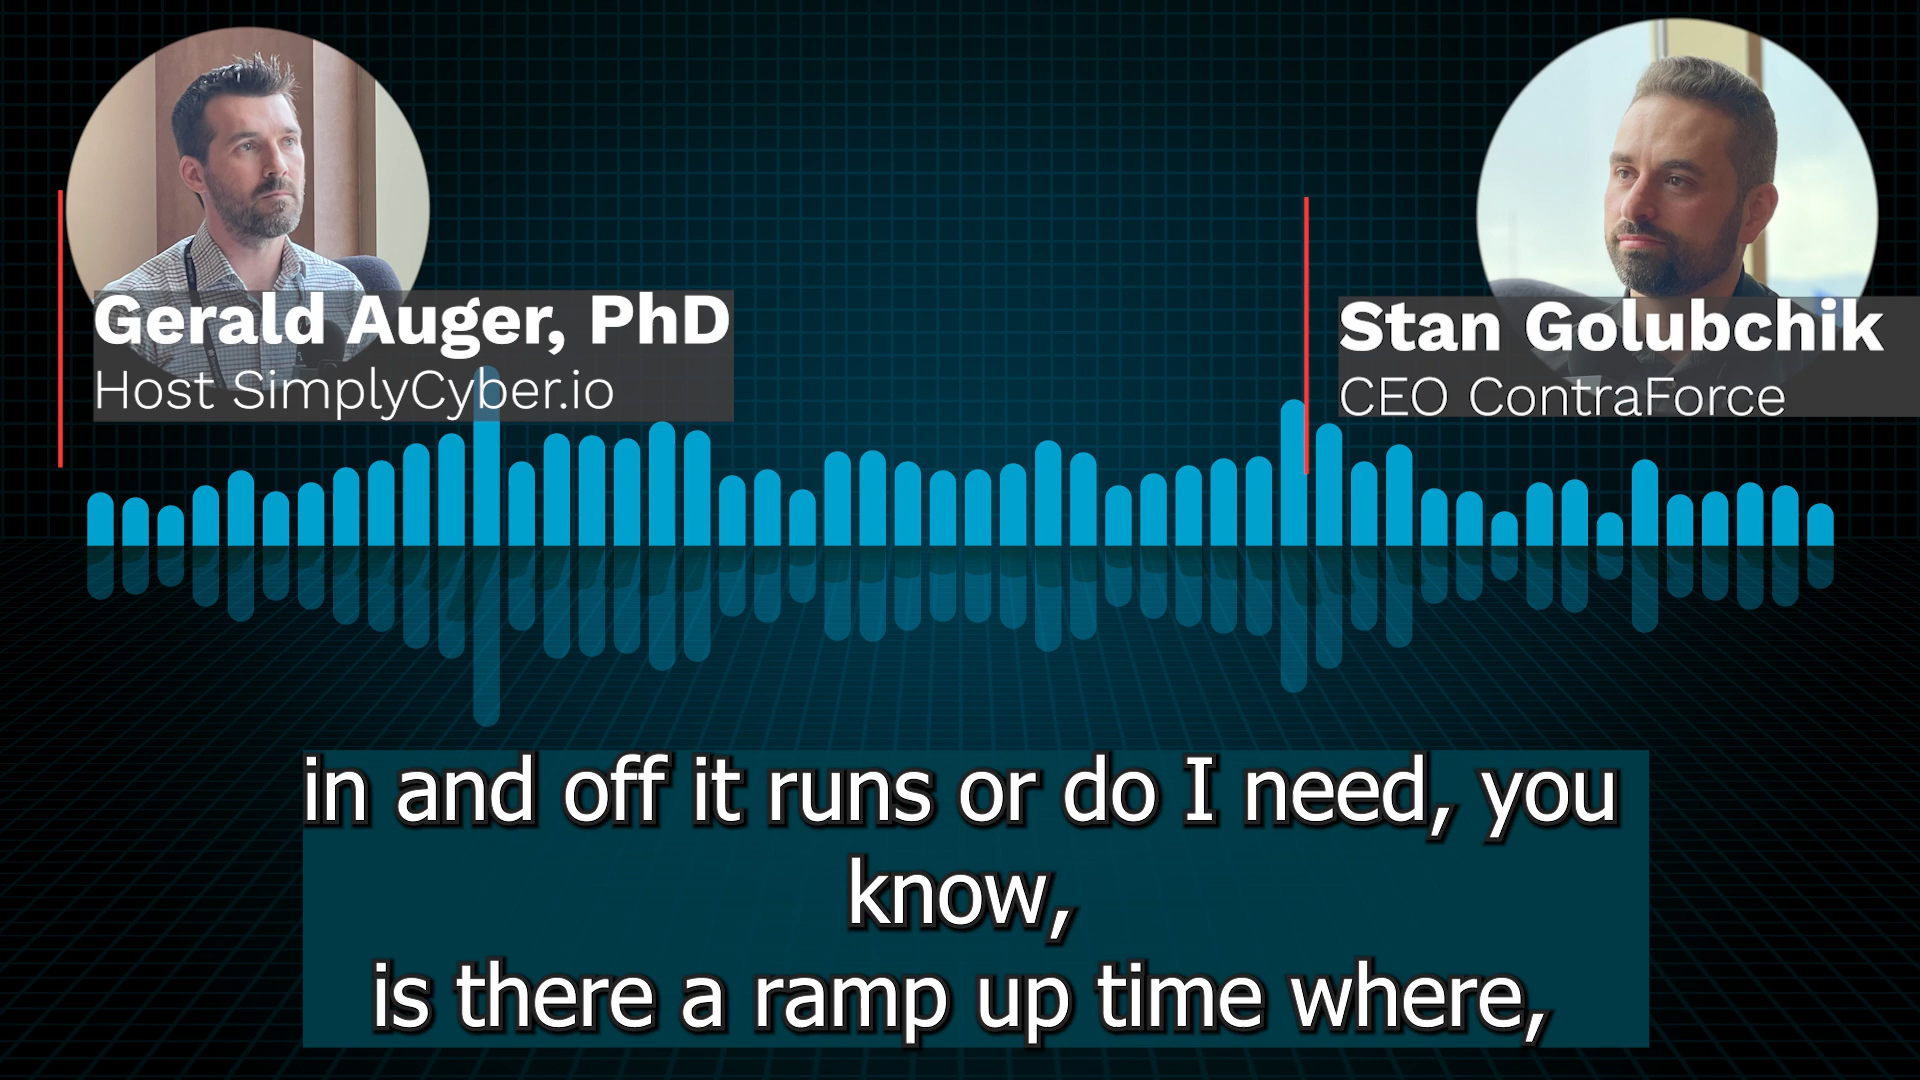 Gerald Auger, PhD
Host SimplyCyber.io
Stan Golubchik
CEO ContraForce
in and off it runs or do I need, you
know,
is there a ramp up time where,